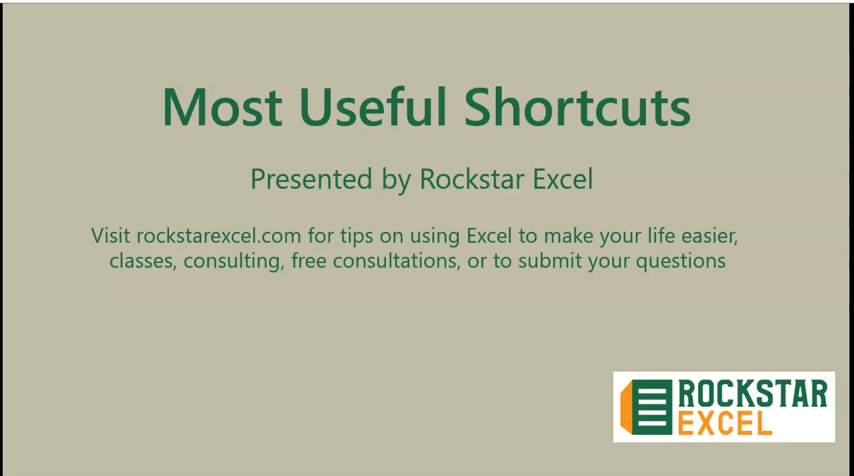 Most Useful Shortcuts
Presented by Rockstar Excel
Visit rockstarexcel.com for tips on using Excel to make your life easier,
classes, consulting, free consultations, or to submit your questions
ROCKSTAR
EXCEL